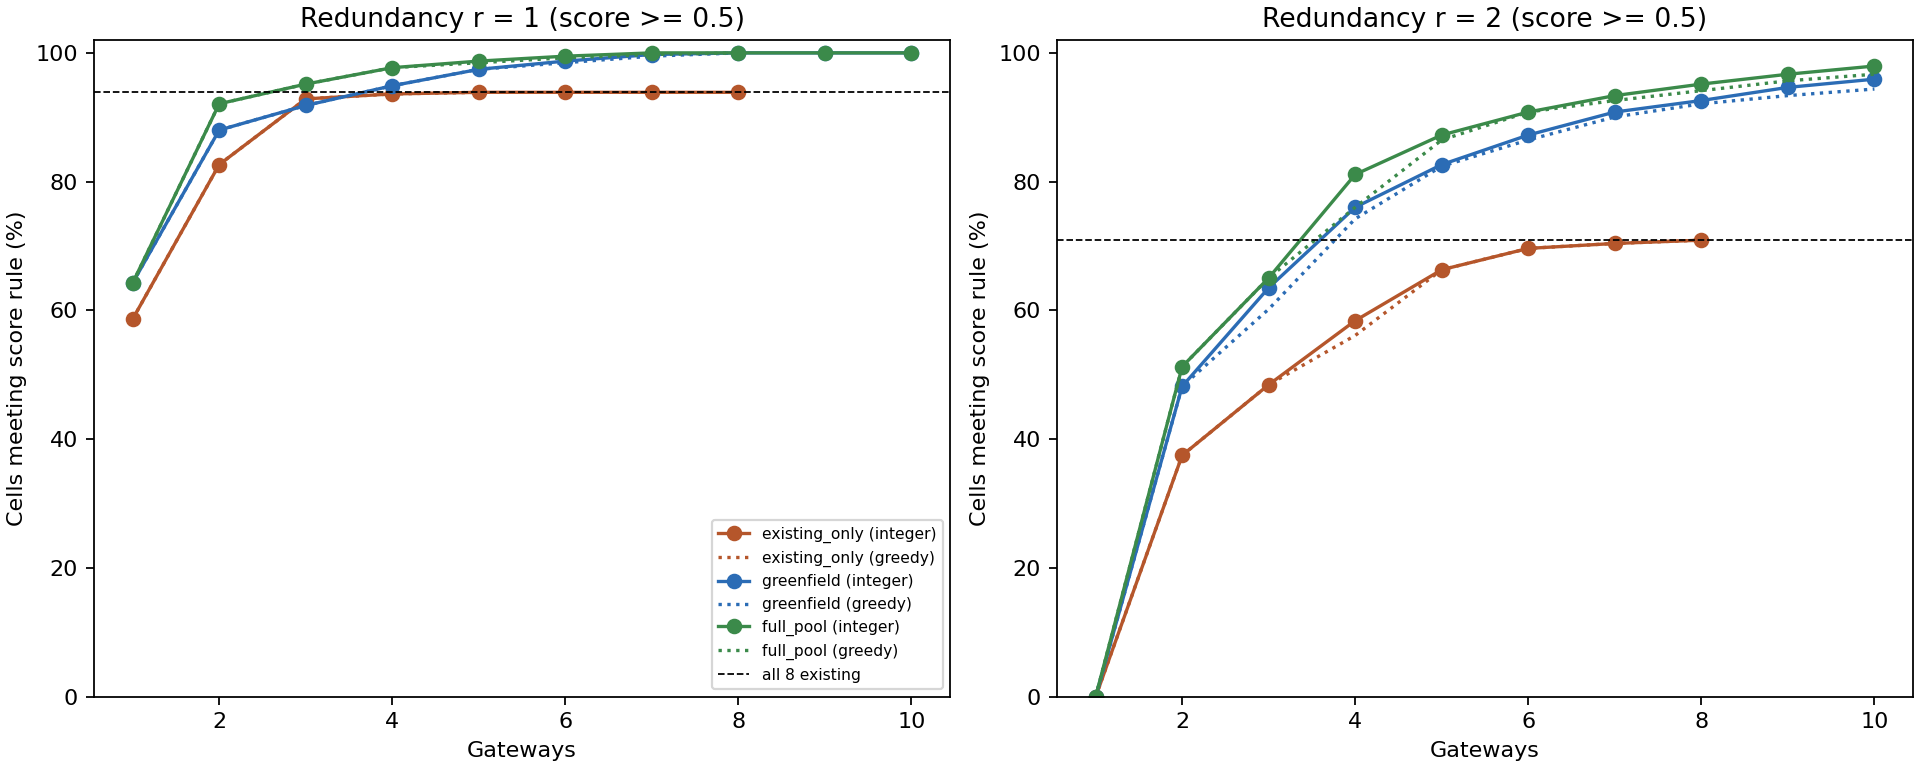 Redundancy r = 1 (score >= 0.5)
Cells meeting score rule (%)
100
80
60
40
20
0
2 4 6 8 10
Gateways
existing_only (integer)
existing_only (greedy)
greenfield (integer)
greenfield (greedy)
full_pool (integer)
full_pool (greedy)
all 8 existing
Redundancy r = 2 (score >= 0.5)
Cells meeting score rule (%)
100
80
60
40
20
0
2 4 6 8 10
Gateways